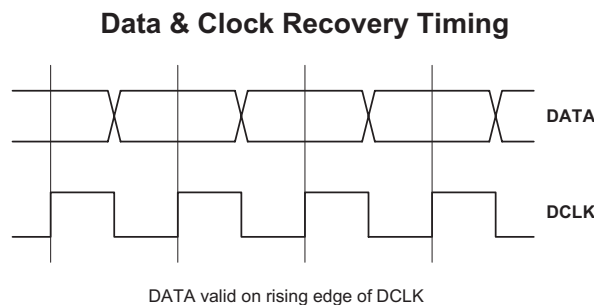 Data & Clock Recovery Timing
DATA
DCLK
DATA valid on rising edge of DCLK